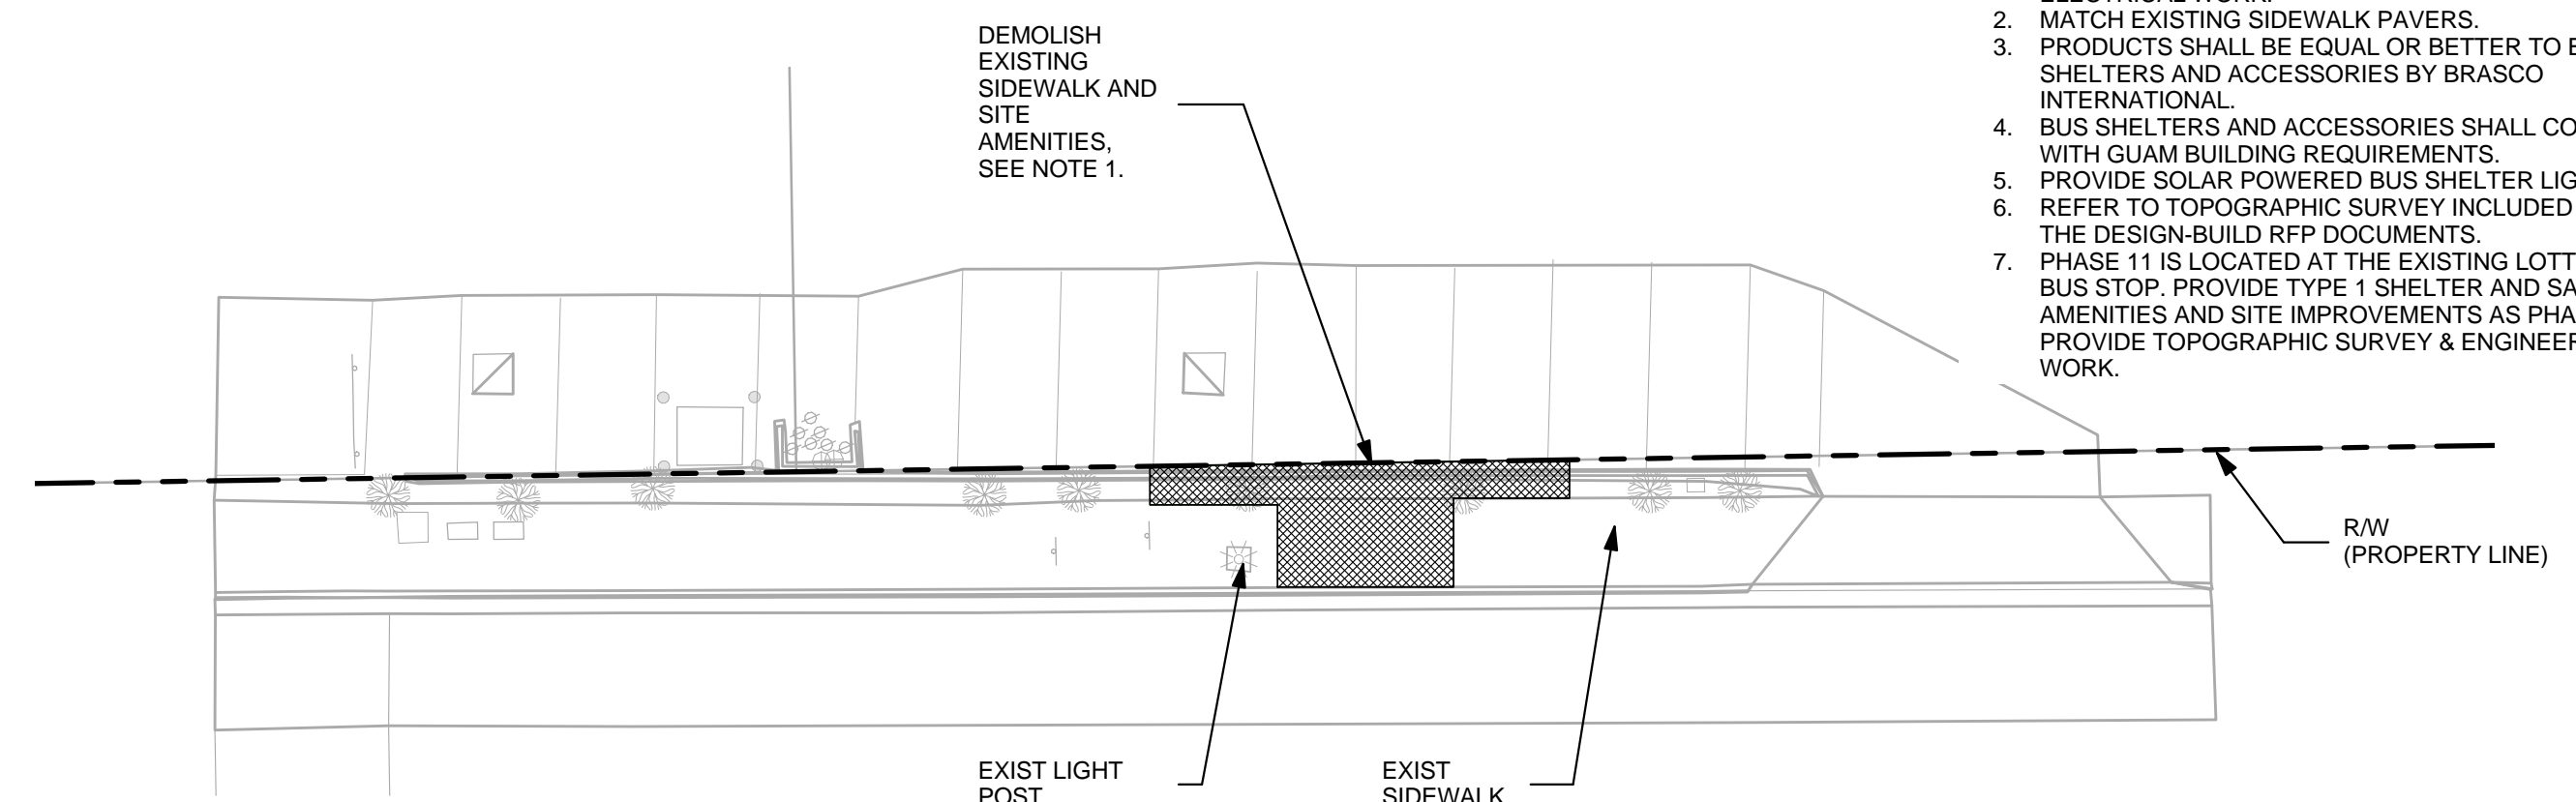 DEMOLISH
EXISTING
SIDEWALK AND
SITE
AMENITIES,
SEE NOTE 1.
ELECTRICAL WORK.
2. MATCH EXISTING SIDEWALK PAVERS.
3. PRODUCTS SHALL BE EQUAL OR BETTER TO
SHELTERS AND ACCESSORIES BY BRASCO
INTERNATIONAL.
4. BUS SHELTERS AND ACCESSORIES SHALL
WITH GUAM BUILDING REQUIREMENTS.
5. PROVIDE SOLAR POWERED BUS SHELTER
6. REFER TO TOPOGRAPHIC SURVEY INCLUDED
THE DESIGN-BUILD RFP DOCUMENTS.
7. PHASE 11 IS LOCATED AT THE EXISTING
BUS STOP. PROVIDE TYPE 1 SHELTER AND
AMENITIES AND SITE IMPROVEMENTS AS
PROVIDE TOPOGRAPHIC SURVEY &
WORK.
R/W
(PROPERTY LINE)
EXIST LIGHT
POST
EXIST
SIDEWALK